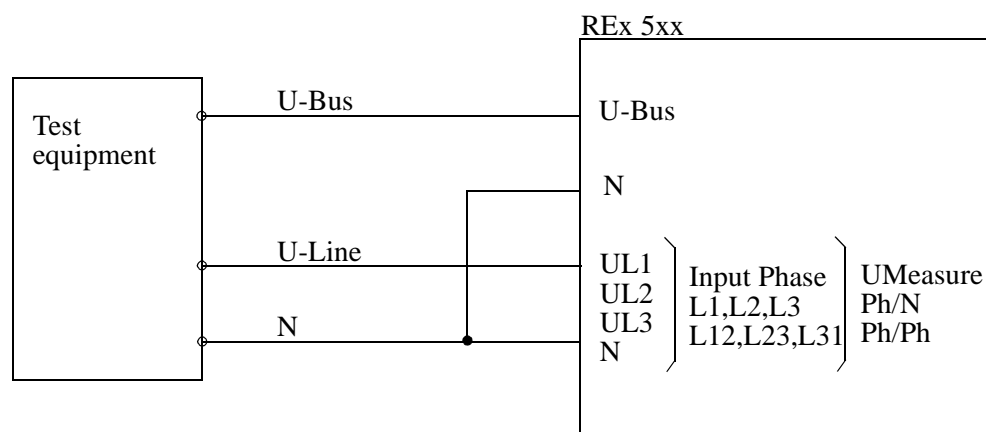 REx 5xx
U-Bus
U-Bus
Test
equipment
N
U-Line
UL1
UL2
UL3
N
Input Phase
L1,L2,L3
L12,L23,L31
UMeasure
Ph/N
Ph/Ph
N